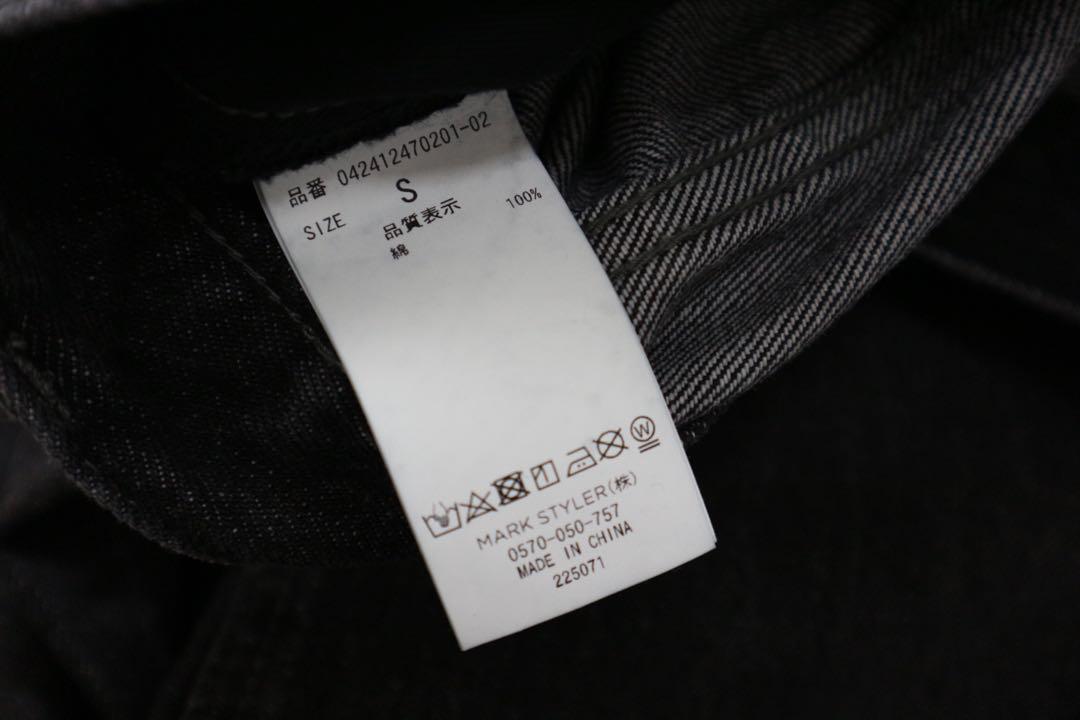 品番 042412470201-02
SIZE S
品質表示
綿 100%
W
MARK STYLER(株)
0570-050-757
MADE IN CHINA
225071